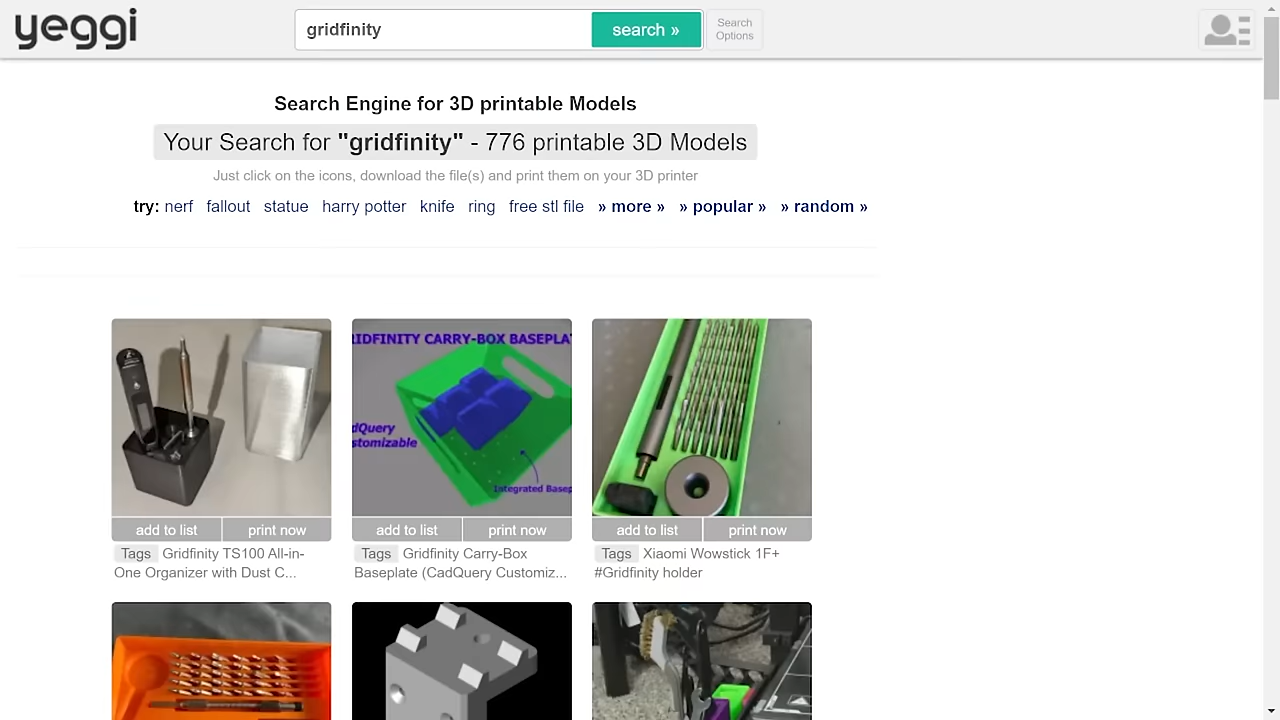 yeggi
gridfinity
search »
Search
Options
Search Engine for 3D printable Models
Your Search for "gridfinity" - 776 printable 3D Models
Just click on the icons, download the file(s) and print them on your 3D printer
try: nerf fallout statue harry potter knife ring free stl file » more » » popular » » random »
RIDFINITY CARRY-BOX BASEPLA
dQuery
stomizable
Integrated Basep
add to list print now add to list print now add to list print now
Tags Gridfinity TS100 All-in-
One Organizer with Dust C...
Tags Gridfinity Carry-Box
Baseplate (CadQuery Customiz...
Tags Xiaomi Wowstick 1F+
#Gridfinity holder